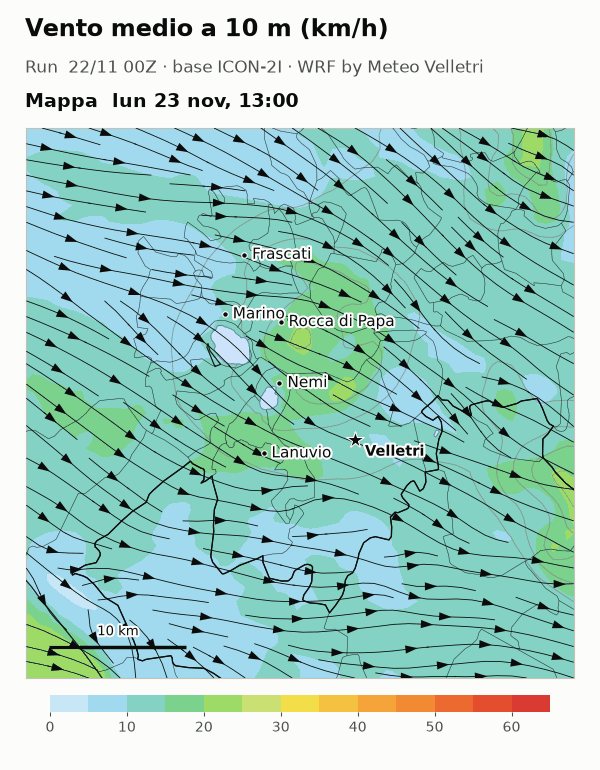 Vento medio a 10 m (km/h)
Run  22/11 00Z · base ICON-2I · WRF by Meteo Velletri
Mappa  lun 23 nov, 13:00
Frascati
Marino
Rocca di Papa
Nemi
Velletri
Lanuvio
10 km
0 10 20 30 40 50 60